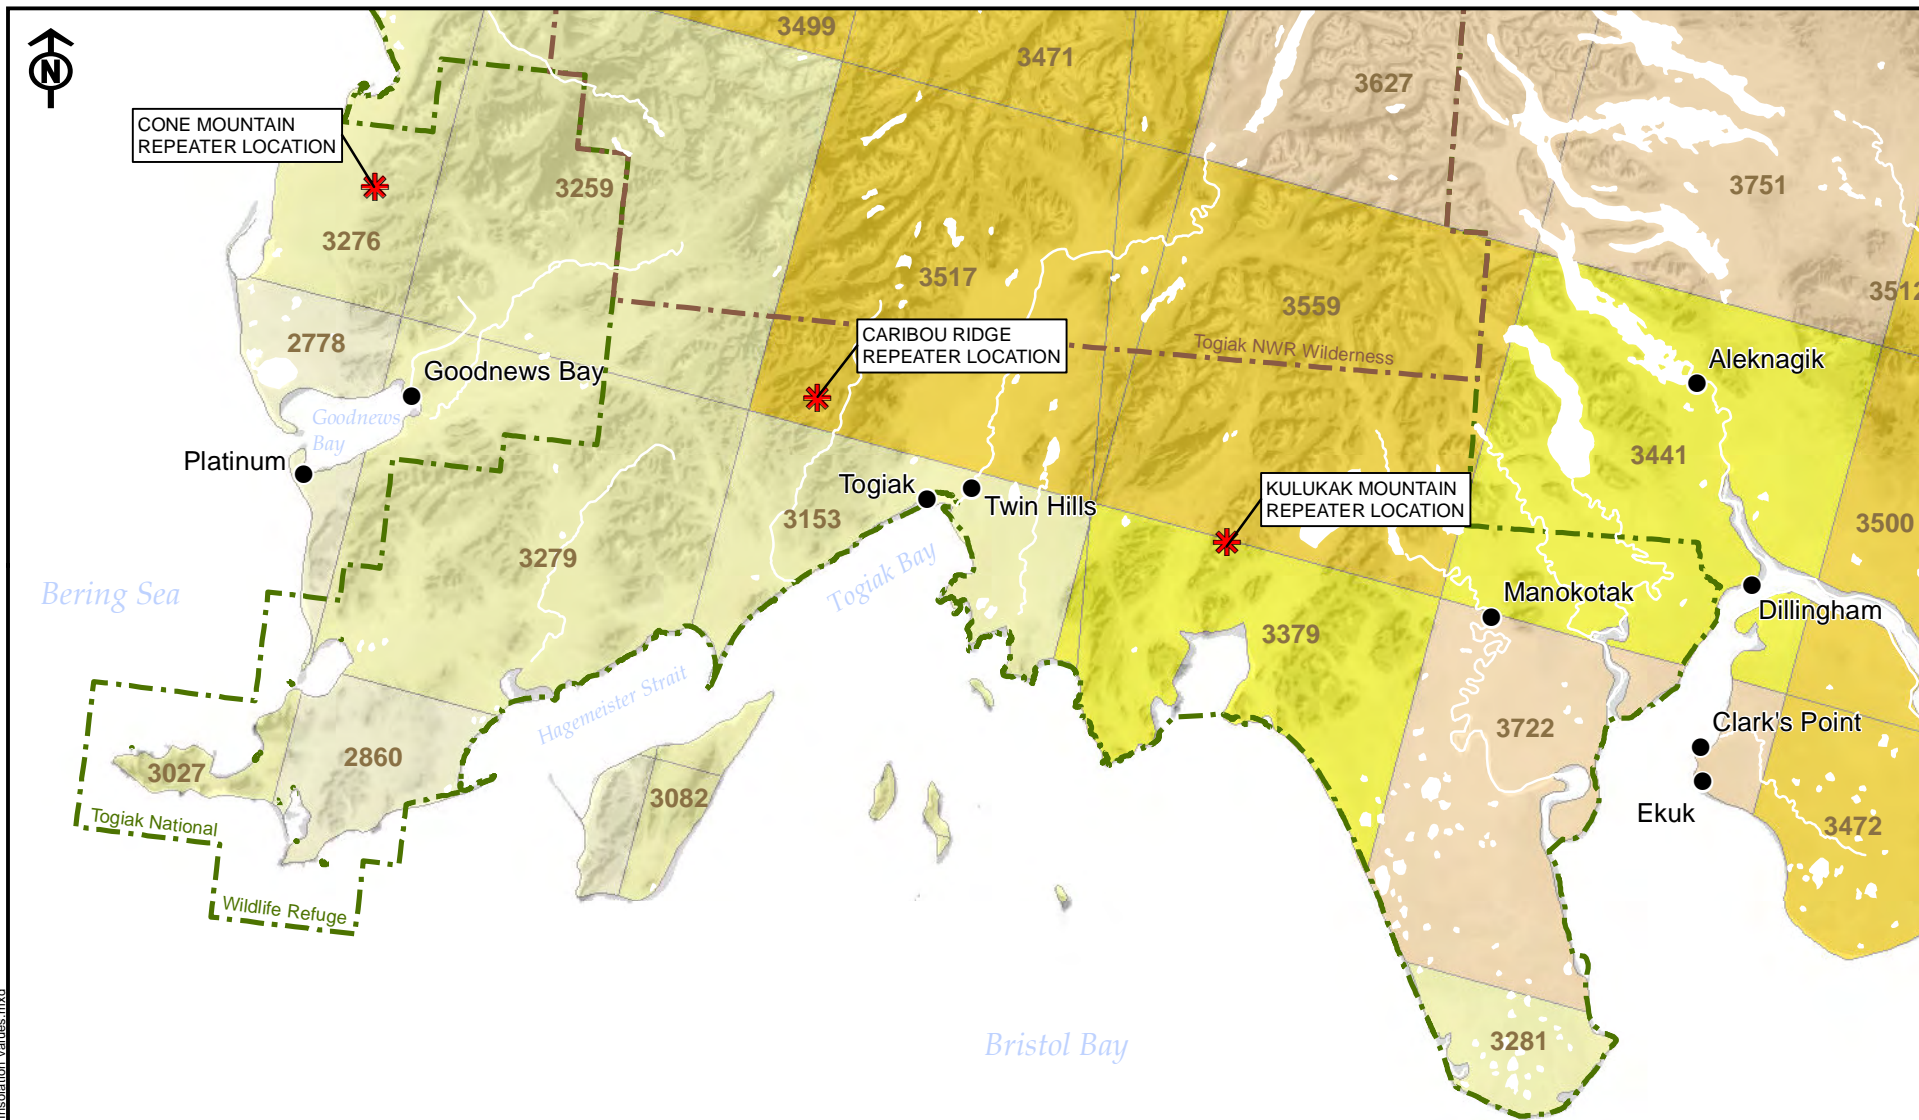 3499
3471
3627
N
CONE MOUNTAIN
REPEATER LOCATION
3259
3751
3276
3517
3559
3512
2778
CARIBOU RIDGE
REPEATER LOCATION
Togiak NWR Wilderness
Aleknagik
Goodnews Bay
Goodnews
Bay
Platinum
3441
Togiak
Twin Hills
KULUKAK MOUNTAIN
REPEATER LOCATION
3153
3500
3279
Togiak Bay
Bering Sea
Manokotak
Dillingham
3379
Hagemeister Strait
3722
Clark's Point
3027
2860
3082
Ekuk
3472
Togiak National
Wildlife Refuge
Bristol Bay
3281
nsolation Values.mxd